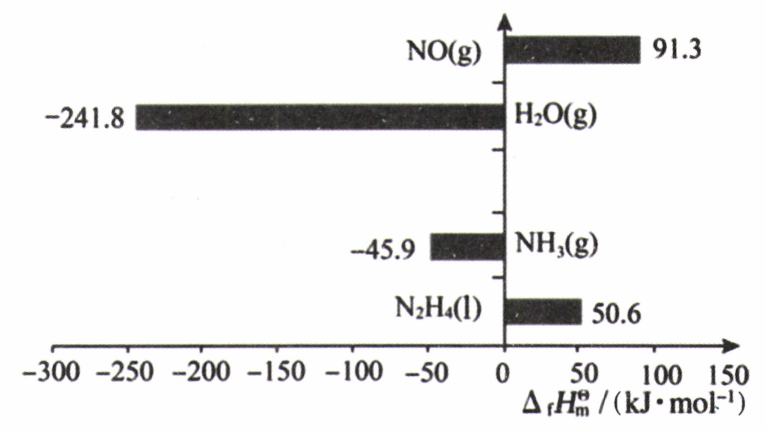 NO(g) 91.3
−241.8 H₂O(g)
−45.9 NH₃(g)
N₂H₄(l) 50.6
−300 −250 −200 −150 −100 −50 0 50 100 150
Δ fHₘ^Θ /(kJ·mol⁻¹)